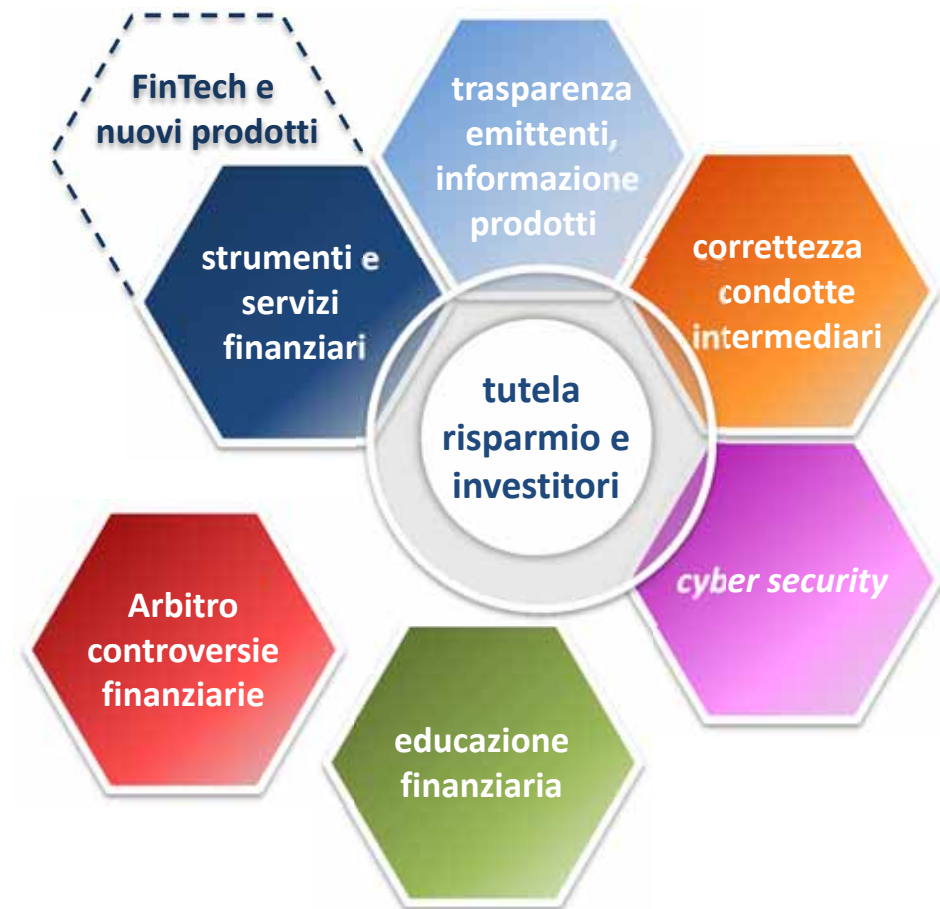 FinTech e
nuovi prodotti
trasparenza
emittenti,
informazione
prodotti
strumenti e
servizi
finanziari
correttezza
condotte
intermediari
tutela
risparmio e
investitori
cyber security
Arbitro
controversie
finanziarie
educazione
finanziaria